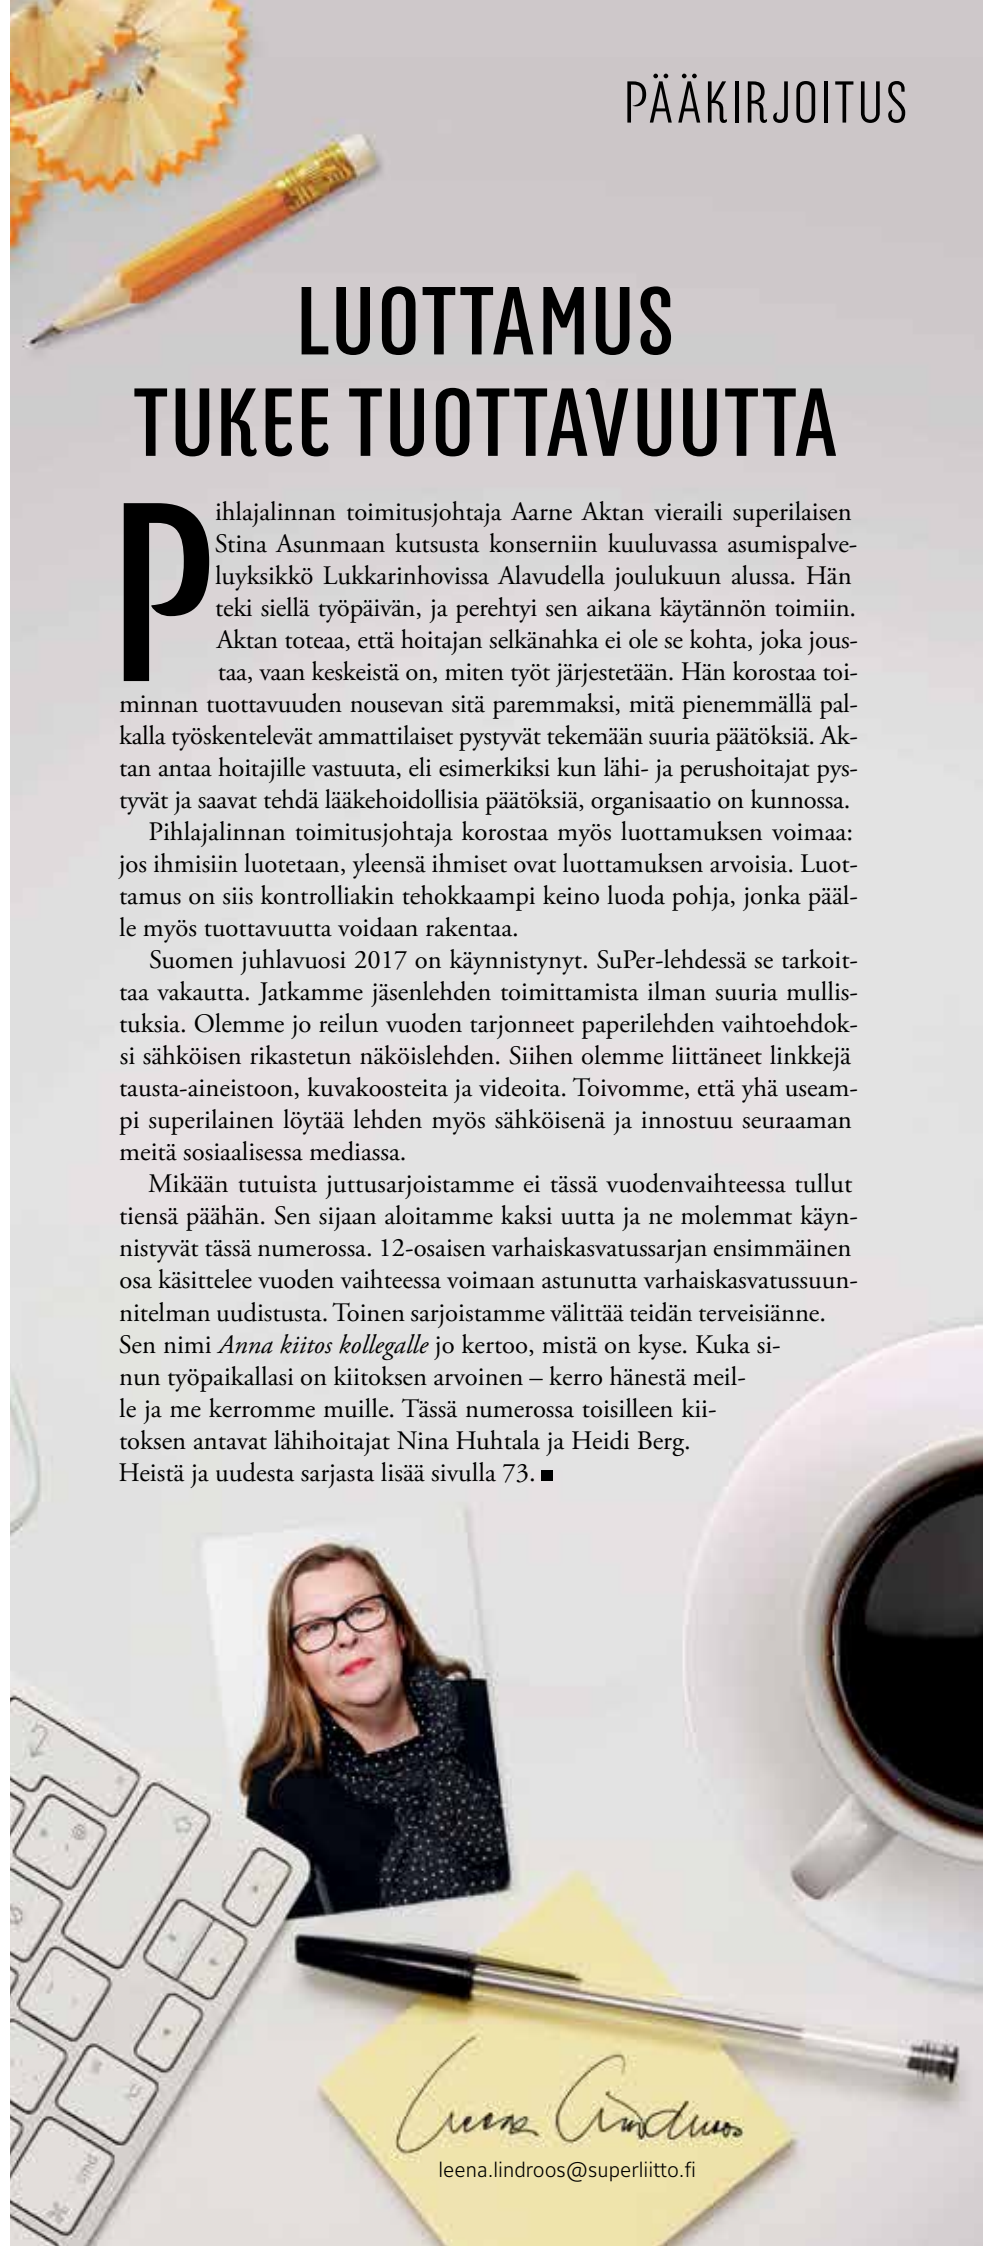 PÄÄKIRJOITUS
LUOTTAMUS
TUKEE TUOTTAVUUTTA
Pihlajalinnan toimitusjohtaja Aarne Aktan vieraili superilaisen
Stina Asunmaan kutsusta konserniin kuuluvassa asumispalve-
luyksikkö Lukkarinhovissa Alavudella joulukuun alussa. Hän
teki siellä työpäivän, ja perehtyi sen aikana käytännön toimiin.
Aktan toteaa, että hoitajan selkänahka ei ole se kohta, joka jous-
taa, vaan keskeistä on, miten työt järjestetään. Hän korostaa toi-
minnan tuottavuuden nousevan sitä paremmaksi, mitä pienemmällä pal-
kalla työskentelevät ammattilaiset pystyvät tekemään suuria päätöksiä. Ak-
tan antaa hoitajille vastuuta, eli esimerkiksi kun lähi- ja perushoitajat pys-
tyvät ja saavat tehdä lääkehoidollisia päätöksiä, organisaatio on kunnossa.
Pihlajalinnan toimitusjohtaja korostaa myös luottamuksen voimaa:
jos ihmisiin luotetaan, yleensä ihmiset ovat luottamuksen arvoisia. Luot-
tamus on siis kontrolliakin tehokkaampi keino luoda pohja, jonka pääl-
le myös tuottavuutta voidaan rakentaa.
Suomen juhlavuosi 2017 on käynnistynyt. SuPer-lehdessä se tarkoit-
taa vakautta. Jatkamme jäsenlehden toimittamista ilman suuria mullis-
tuksia. Olemme jo reilun vuoden tarjonneet paperilehden vaihtoehdok-
si sähköisen rikastetun näköislehden. Siihen olemme liittäneet linkkejä
tausta-aineistoon, kuvakoosteita ja videoita. Toivomme, että yhä useam-
pi superilainen löytää lehden myös sähköisenä ja innostuu seuraaman
meitä sosiaalisessa mediassa.
Mikään tutuista juttusarjoistamme ei tässä vuodenvaihteessa tullut
tiensä päähän. Sen sijaan aloitamme kaksi uutta ja ne molemmat käyn-
nistyvät tässä numerossa. 12-osaisen varhaiskasvatussarjan ensimmäinen
osa käsittelee vuoden vaihteessa voimaan astunutta varhaiskasvatussuun-
nitelman uudistusta. Toinen sarjoistamme välittää teidän terveisiänne.
Sen nimi Anna kiitos kollegalle jo kertoo, mistä on kyse. Kuka si-
nun työpaikallasi on kiitoksen arvoinen – kerro hänestä meil-
le ja me kerromme muille. Tässä numerossa toisilleen kii-
toksen antavat lähihoitajat Nina Huhtala ja Heidi Berg.
Heistä ja uudesta sarjasta lisää sivulla 73. ■
Leena Lindroos
leena.lindroos@superliitto.fi